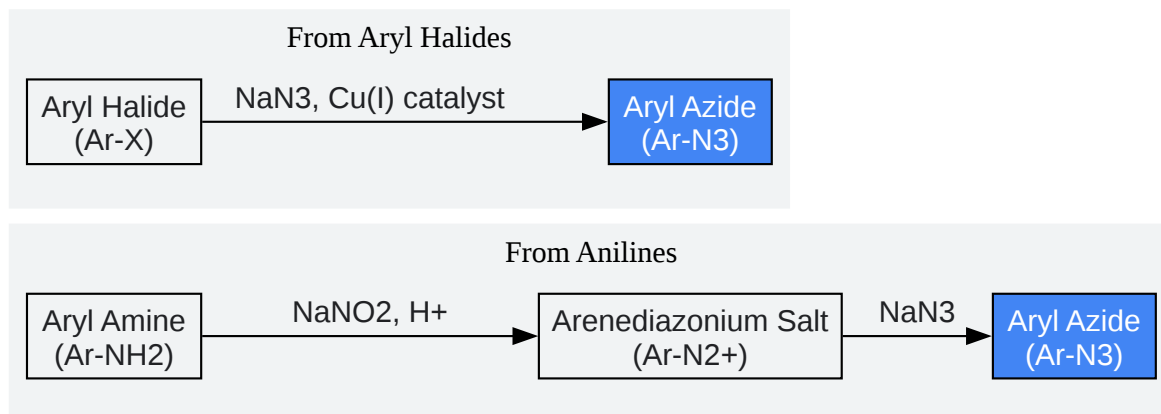 From Aryl Halides
Aryl Halide
(Ar-X)
NaN3, Cu(I) catalyst
Aryl Azide
(Ar-N3)
From Anilines
Aryl Amine
(Ar-NH2)
NaNO2, H+
Arenediazonium Salt
(Ar-N2+)
NaN3
Aryl Azide
(Ar-N3)